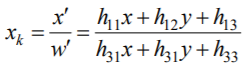 x_k = x' / w' = (h_11 x + h_12 y + h_13) / (h_31 x + h_31 y + h_33)